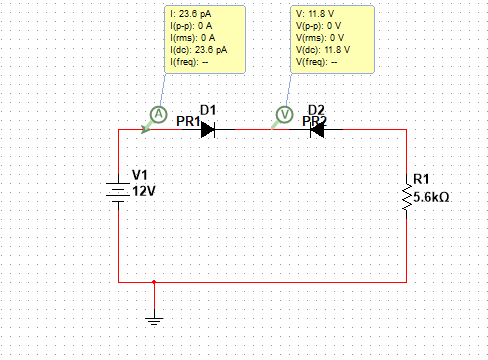 I: 23.6 pA
I(p-p): 0 A
I(rms): 0 A
I(dc): 23.6 pA
I(freq): --
V: 11.8 V
V(p-p): 0 V
V(rms): 0 V
V(dc): 11.8 V
V(freq): --
A
V
D1
D2
PR1
PR2
V1
12V
R1
5.6kΩ